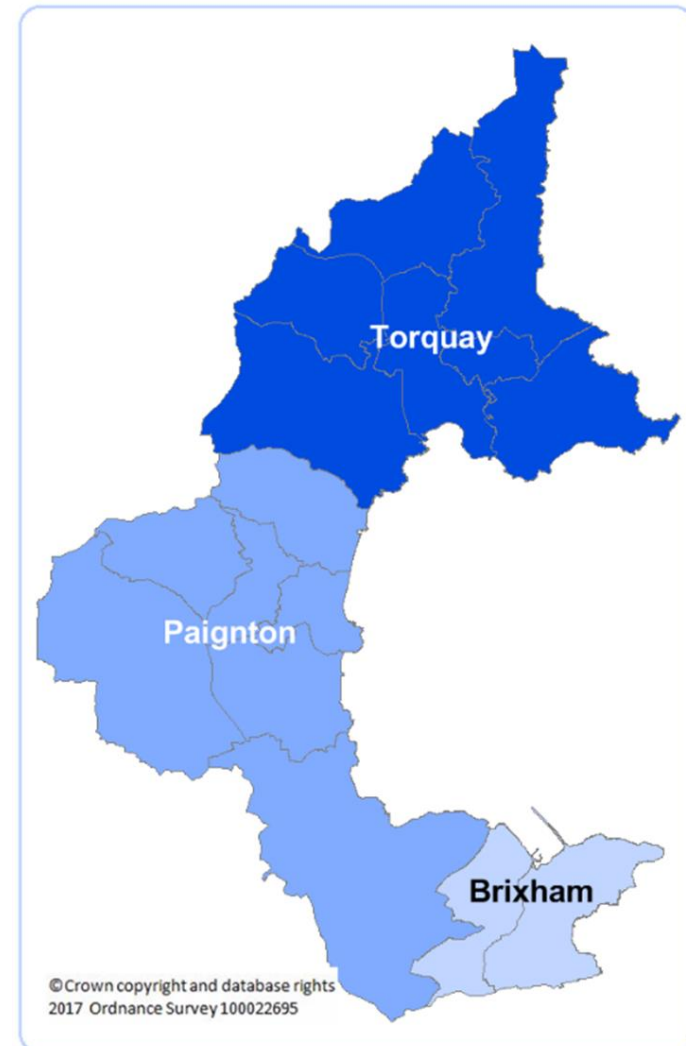 Torquay
Paignton
Brixham
©Crown copyright and database rights
2017 Ordnance Survey 100022695